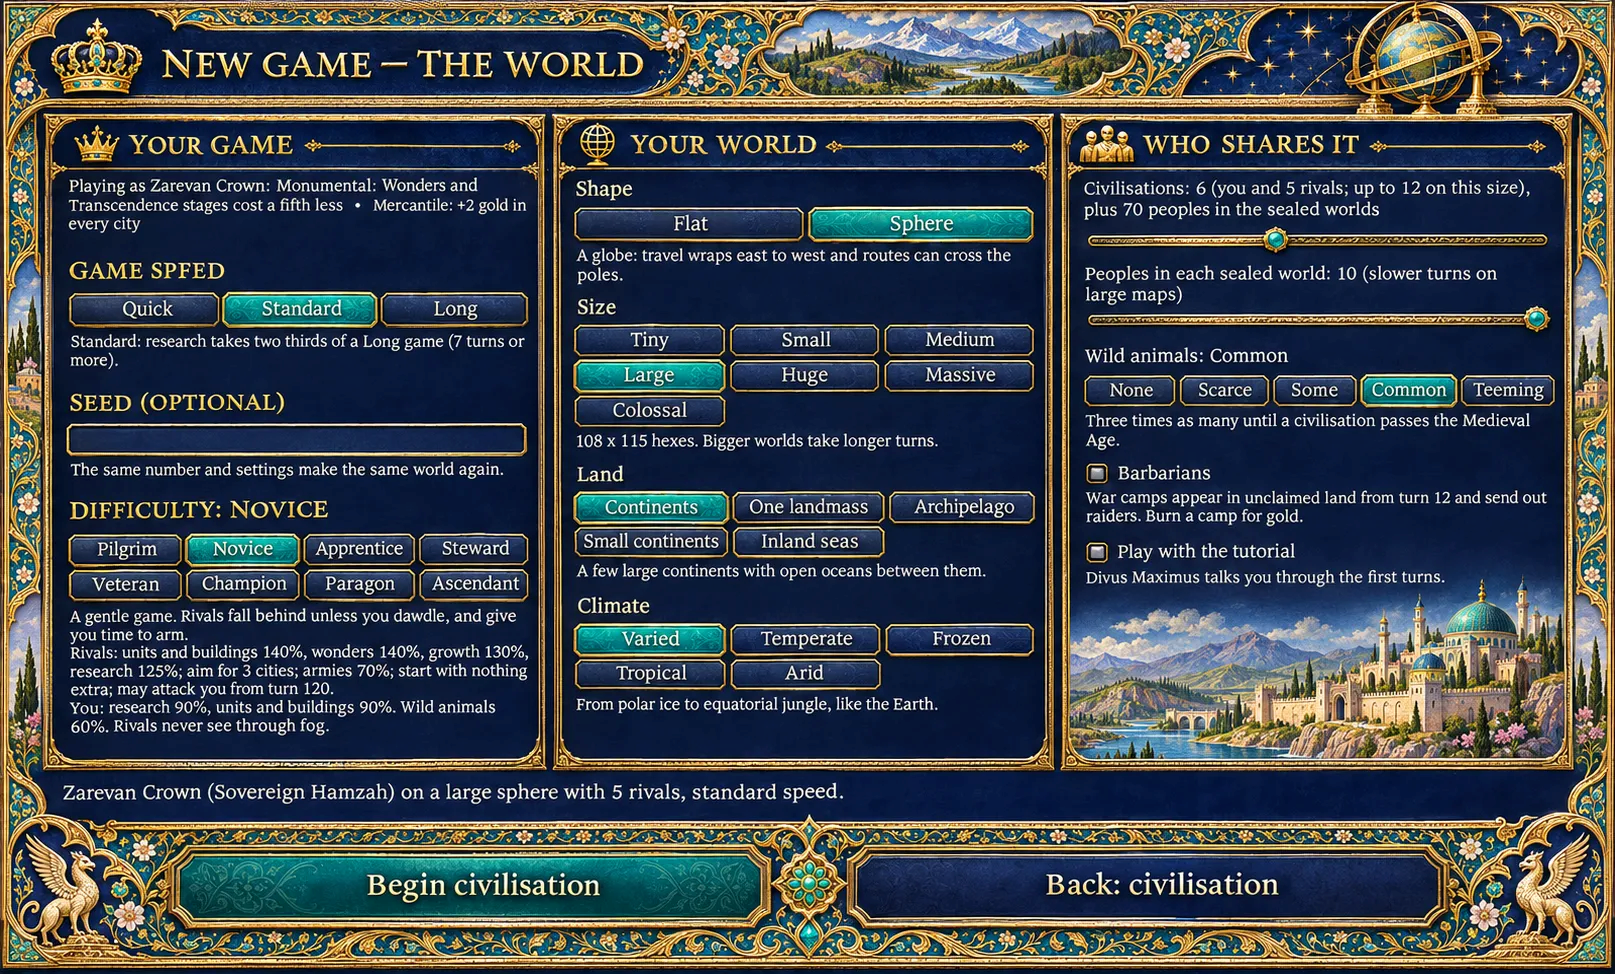 NEW GAME – THE WORLD
YOUR GAME
Playing as Zarevan Crown: Monumental: Wonders and
Transcendence stages cost a fifth less • Mercantile: +2 gold in
every city
GAME SPFED
Quick
Standard
Long
Standard: research takes two thirds of a Long game (7 turns or
more).
SEED (OPTIONAL)
The same number and settings make the same world again.
DIFFICULTY: NOVICE
Pilgrim
Novice
Apprentice
Steward
Veteran
Champion
Paragon
Ascendant
A gentle game. Rivals fall behind unless you dawdle, and give
you time to arm.
Rivals: units and buildings 140%, wonders 140%, growth 130%,
research 125%; aim for 3 cities; armies 70%; start with nothing
extra; may attack you from turn 120.
You: research 90%, units and buildings 90%. Wild animals
60%. Rivals never see through fog.
YOUR WORLD
Shape
Flat
Sphere
A globe: travel wraps east to west and routes can cross the
poles.
Size
Tiny
Small
Medium
Large
Huge
Massive
Colossal
108 x 115 hexes. Bigger worlds take longer turns.
Land
Continents
One landmass
Archipelago
Small continents
Inland seas
A few large continents with open oceans between them.
Climate
Varied
Temperate
Frozen
Tropical
Arid
From polar ice to equatorial jungle, like the Earth.
WHO SHARES IT
Civilisations: 6 (you and 5 rivals; up to 12 on this size),
plus 70 peoples in the sealed worlds
Peoples in each sealed world: 10 (slower turns on
large maps)
Wild animals: Common
None
Scarce
Some
Common
Teeming
Three times as many until a civilisation passes the Medieval
Age.
Barbarians
War camps appear in unclaimed land from turn 12 and send out
raiders. Burn a camp for gold.
Play with the tutorial
Divus Maximus talks you through the first turns.
Zarevan Crown (Sovereign Hamzah) on a large sphere with 5 rivals, standard speed.
Begin civilisation
Back: civilisation